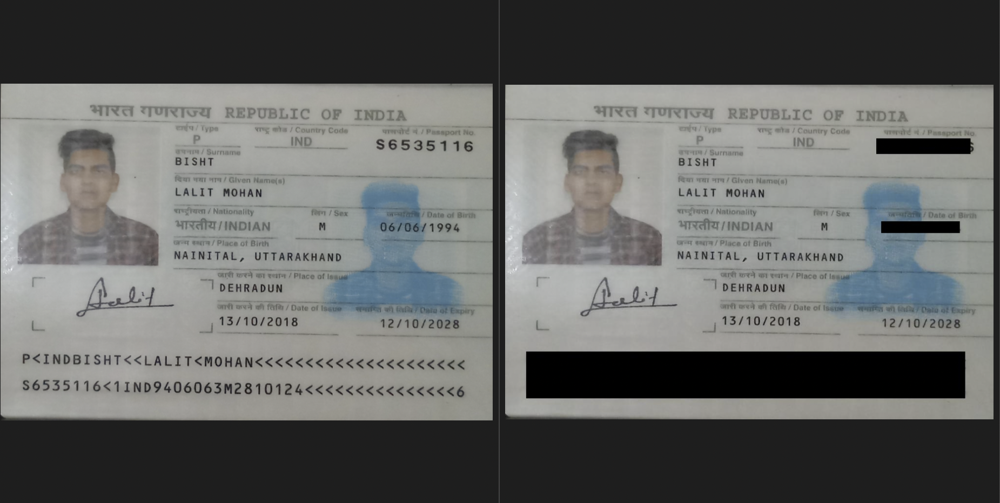 भारत गणराज्य REPUBLIC OF INDIA
टाईप / Type राष्ट्र कोड / Country Code पासपोर्ट नं / Passport No.
P IND S6535116
उपनाम / Surname
BISHT
दिया गया नाम / Given Name(s)
LALIT MOHAN
राष्ट्रीयता / Nationality लिंग / Sex जन्मतिथि / Date of Birth
भारतीय/INDIAN M 06/06/1994
जन्म स्थान / Place of Birth
NAINITAL, UTTARAKHAND
जारी करने का स्थान / Place of Issue
DEHRADUN
Lalit
जारी करने की तिथि / Date of Issue समाप्ति की तिथि / Date of Expiry
13/10/2018 12/10/2028
P<INDBISHT<<LALIT<MOHAN<<<<<<<<<<<<<<<<<<<<<
S6535116<1IND9406063M2810124<<<<<<<<<<<<<<<6
भारत गणराज्य REPUBLIC OF INDIA
टाईप / Type राष्ट्र कोड / Country Code पासपोर्ट नं / Passport No.
P IND
उपनाम / Surname
BISHT
दिया गया नाम / Given Name(s)
LALIT MOHAN
राष्ट्रीयता / Nationality लिंग / Sex जन्मतिथि / Date of Birth
भारतीय/INDIAN M
जन्म स्थान / Place of Birth
NAINITAL, UTTARAKHAND
जारी करने का स्थान / Place of Issue
DEHRADUN
Lalit
जारी करने की तिथि / Date of Issue समाप्ति की तिथि / Date of Expiry
13/10/2018 12/10/2028